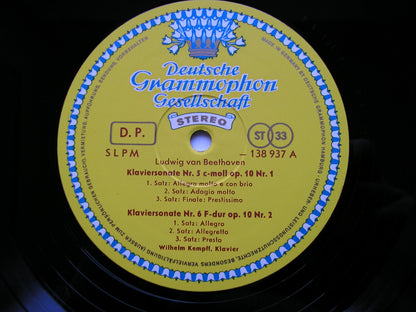 Deutsche
Grammophon
Gesellschaft
STEREO
D. P.
ST 33
SLPM
138 937 A
Ludwig van Beethoven
Klaviersonate Nr. 5 c-moll op. 10 Nr. 1
1. Satz: Allegro molto e con brio
2. Satz: Adagio molto
3. Satz: Finale: Prestissimo
Klaviersonate Nr. 6 F-dur op. 10 Nr. 2
1. Satz: Allegro
2. Satz: Allegretto
3. Satz: Presto
Wilhelm Kempff, Klavier
MADE IN GERMANY BY DEUTSCHE GRAMMOPHON